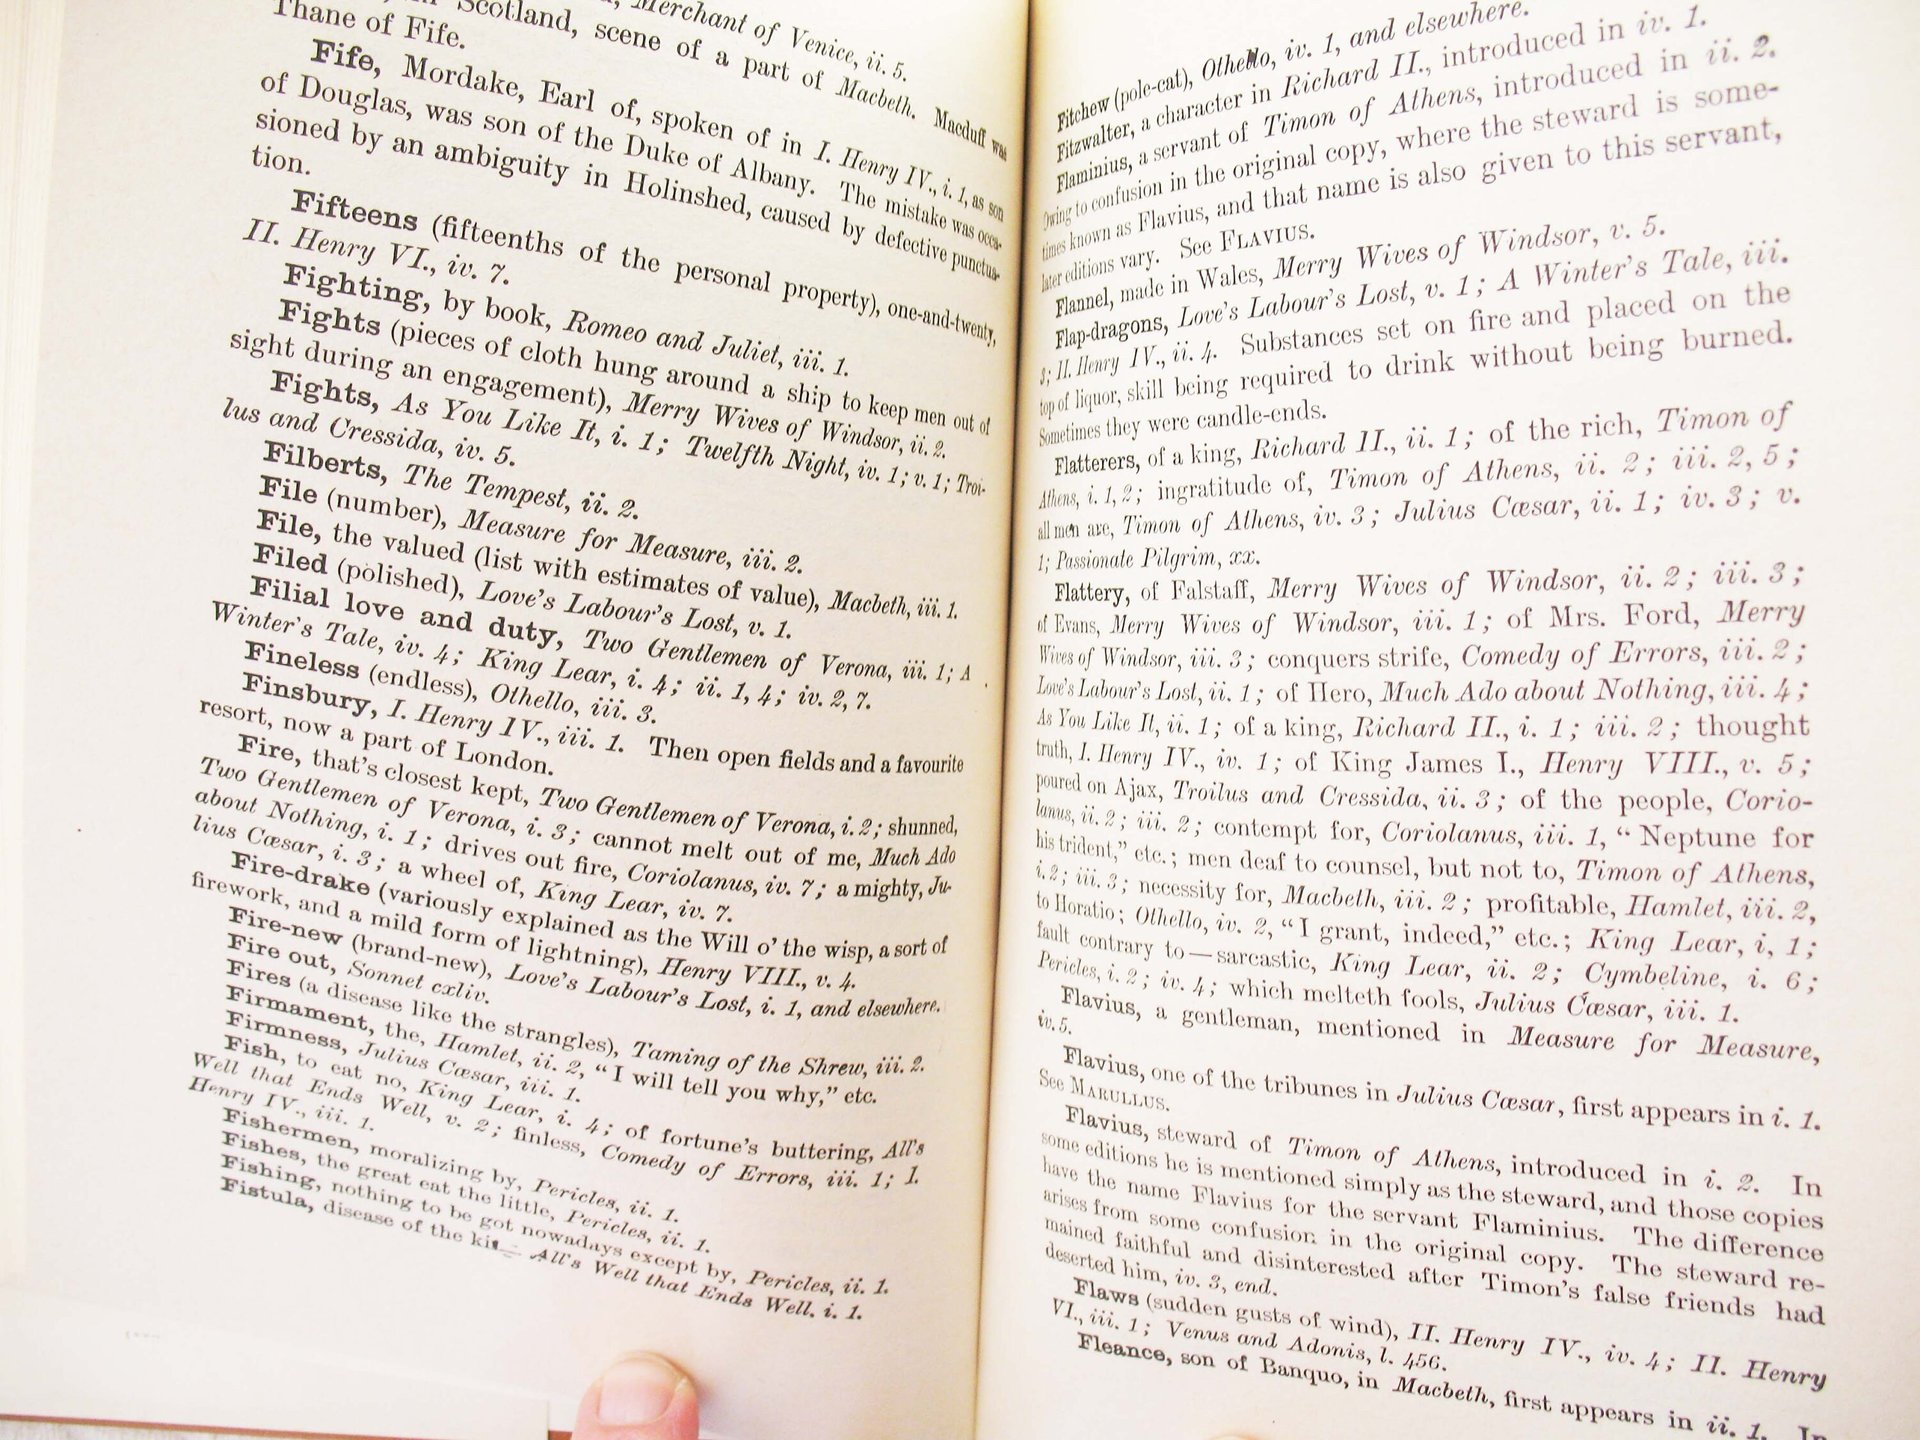 Merchant of Venice, ii. 5.
Scotland, scene of a part of Macbeth. Macduff was
Thane of Fife.
Fife, Mordake, Earl of, spoken of in I. Henry IV., i. 1, as son
of Douglas, was son of the Duke of Albany. The mistake was occa-
sioned by an ambiguity in Holinshed, caused by defective punctua-
tion.
Fifteens (fifteenths of the personal property), one-and-twenty,
II. Henry VI., iv. 7.
Fighting, by book, Romeo and Juliet, iii. 1.
Fights (pieces of cloth hung around a ship to keep men out of
sight during an engagement), Merry Wives of Windsor, ii. 2.
Fights, As You Like It, i. 1; Twelfth Night, iv. 1; v. 1; Troi-
lus and Cressida, iv. 5.
Filberts, The Tempest, ii. 2.
File (number), Measure for Measure, iii. 2.
File, the valued (list with estimates of value), Macbeth, iii. 1.
Filed (polished), Love's Labour's Lost, v. 1.
Filial love and duty, Two Gentlemen of Verona, iii. 1; A
Winter's Tale, iv. 4; King Lear, i. 4; ii. 1, 4; iv. 2, 7.
Fineless (endless), Othello, iii. 3.
Finsbury, I. Henry IV., iii. 1. Then open fields and a favourite
resort, now a part of London.
Fire, that's closest kept, Two Gentlemen of Verona, i. 2; shunned,
Two Gentlemen of Verona, i. 3; cannot melt out of me, Much Ado
about Nothing, i. 1; drives out fire, Coriolanus, iv. 7; a mighty, Ju-
lius Cæsar, i. 3; a wheel of, King Lear, iv. 7.
Fire-drake (variously explained as the Will o' the wisp, a sort of
firework, and a mild form of lightning), Henry VIII., v. 4.
Fire-new (brand-new), Love's Labour's Lost, i. 1, and elsewhere.
Fire out, Sonnet cxliv.
Fires (a disease like the strangles), Taming of the Shrew, iii. 2.
Firmament, the, Hamlet, ii. 2, "I will tell you why," etc.
Firmness, Julius Cæsar, iii. 1.
Fish, to eat no, King Lear, i. 4; of fortune's buttering, All's
Well that Ends Well, v. 2; finless, Comedy of Errors, iii. 1; I.
Henry IV., iii. 1.
Fishermen, moralizing by, Pericles, ii. 1.
Fishes, the great eat the little, Pericles, ii. 1.
Fishing, nothing to be got nowadays except by, Pericles, ii. 1.
Fistula, disease of the All's Well that Ends Well, i. 1.
Fitchew (pole-cat), Othello, iv. 1, and elsewhere.
Fitzwalter, a character in Richard II., introduced in iv. 1.
Flaminius, a servant of Timon of Athens, introduced in ii. 2.
Owing to confusion in the original copy, where the steward is some-
times known as Flavius, and that name is also given to this servant,
later editions vary. See FLAVIUS.
Flannel, made in Wales, Merry Wives of Windsor, v. 5.
Flap-dragons, Love's Labour's Lost, v. 1; A Winter's Tale, iii.
3; II. Henry IV., ii. 4. Substances set on fire and placed on the
top of liquor, skill being required to drink without being burned.
Sometimes they were candle-ends.
Flatterers, of a king, Richard II., ii. 1; of the rich, Timon of
Athens, i. 1, 2; ingratitude of, Timon of Athens, ii. 2; iii. 2, 5;
all men are, Timon of Athens, iv. 3; Julius Cæsar, ii. 1; iv. 3; v.
1; Passionate Pilgrim, xx.
Flattery, of Falstaff, Merry Wives of Windsor, ii. 2; iii. 3;
of Evans, Merry Wives of Windsor, iii. 1; of Mrs. Ford, Merry
Wives of Windsor, iii. 3; conquers strife, Comedy of Errors, iii. 2;
Love's Labour's Lost, ii. 1; of Hero, Much Ado about Nothing, iii. 4;
As You Like It, ii. 1; of a king, Richard II., i. 1; iii. 2; thought
truth, I. Henry IV., iv. 1; of King James I., Henry VIII., v. 5;
poured on Ajax, Troilus and Cressida, ii. 3; of the people, Corio-
lanus, ii. 2; iii. 2; contempt for, Coriolanus, iii. 1, "Neptune for
his trident," etc.; men deaf to counsel, but not to, Timon of Athens,
i. 2; iii. 3; necessity for, Macbeth, iii. 2; profitable, Hamlet, iii. 2,
to Horatio; Othello, iv. 2, "I grant, indeed," etc.; King Lear, i, 1;
fault contrary to—sarcastic, King Lear, ii. 2; Cymbeline, i. 6;
Pericles, i. 2; iv. 4; which melteth fools, Julius Cæsar, iii. 1.
Flavius, a gentleman, mentioned in Measure for Measure,
iv. 5.
Flavius, one of the tribunes in Julius Cæsar, first appears in i. 1.
See MARULLUS.
Flavius, steward of Timon of Athens, introduced in i. 2. In
some editions he is mentioned simply as the steward, and those copies
have the name Flavius for the servant Flaminius. The difference
arises from some confusion in the original copy. The steward re-
mained faithful and disinterested after Timon's false friends had
deserted him, iv. 3, end.
Flaws (sudden gusts of wind), II. Henry IV., iv. 4; II. Henry
VI., iii. 1; Venus and Adonis, l. 456.
Fleance, son of Banquo, in Macbeth, first appears in ii. 1. In